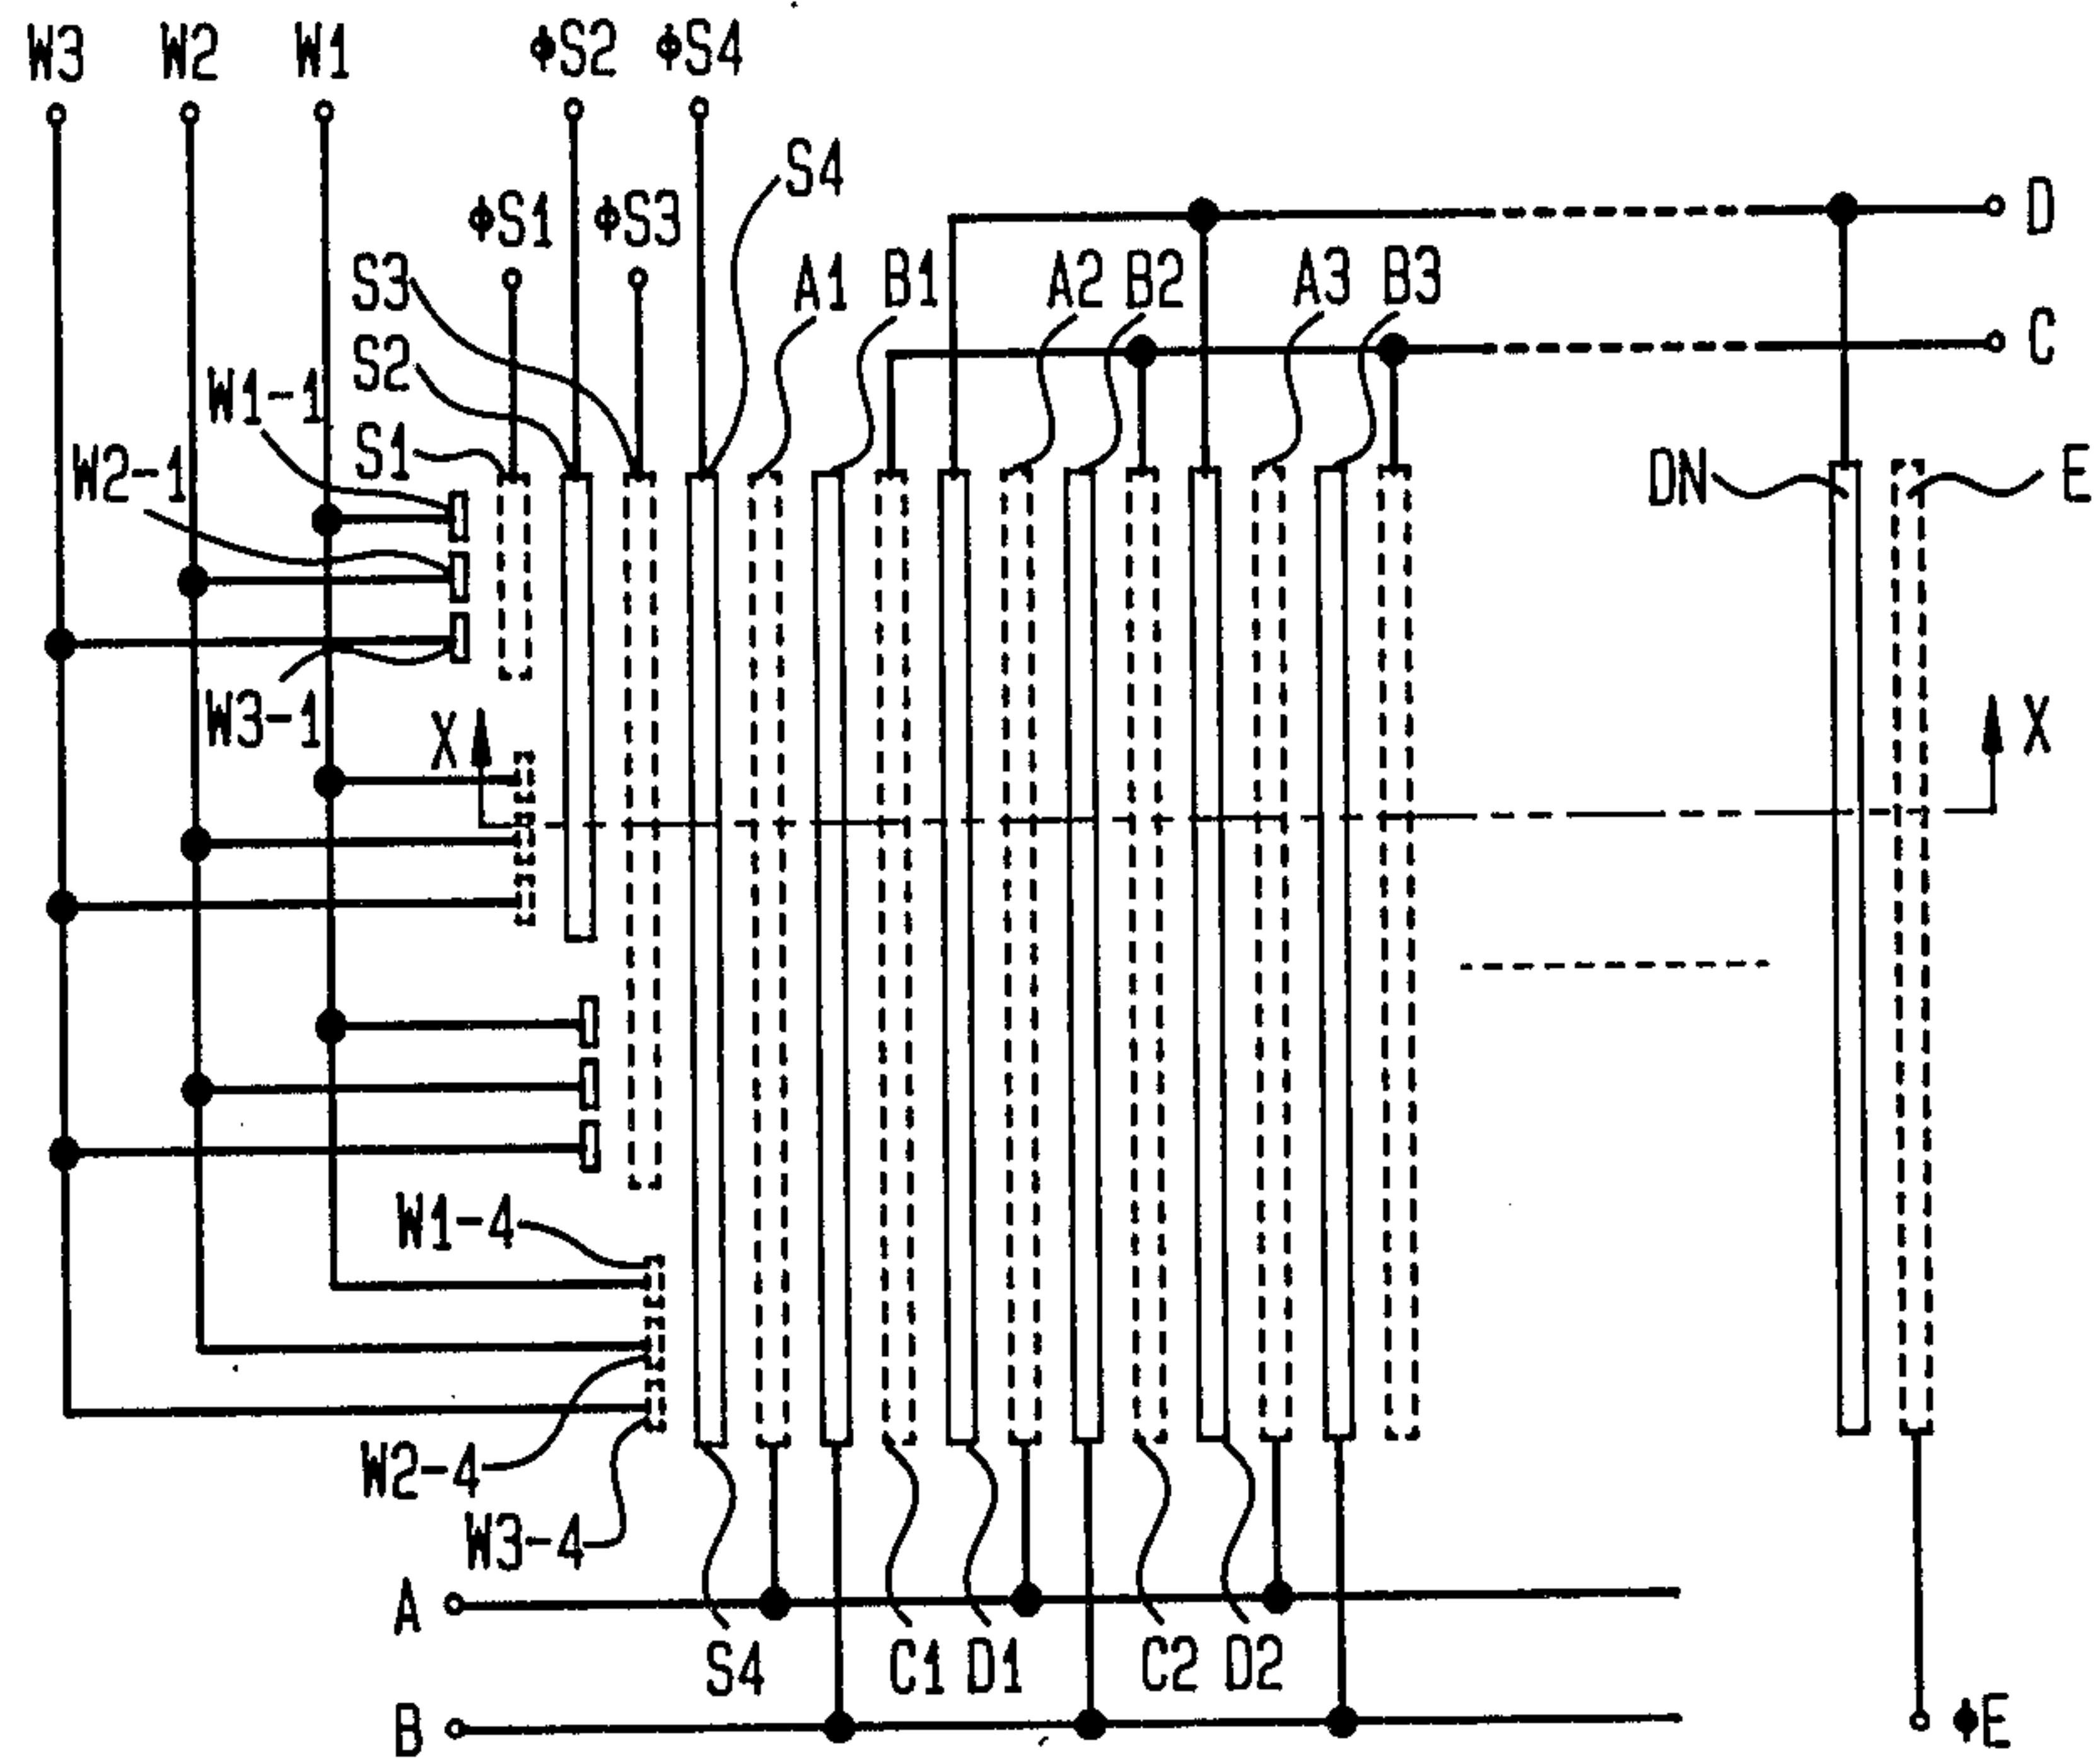 W3 W2 W1 ΦS2 ΦS4
S4
ΦS1 ΦS3 D
S3 A1 B1 A2 B2 A3 B3
S2 C
W1-1
S1
W2-1 DN E
W3-1 X X
W1-4
W2-4
W3-4
A
S4 C1 D1 C2 D2
B ΦE